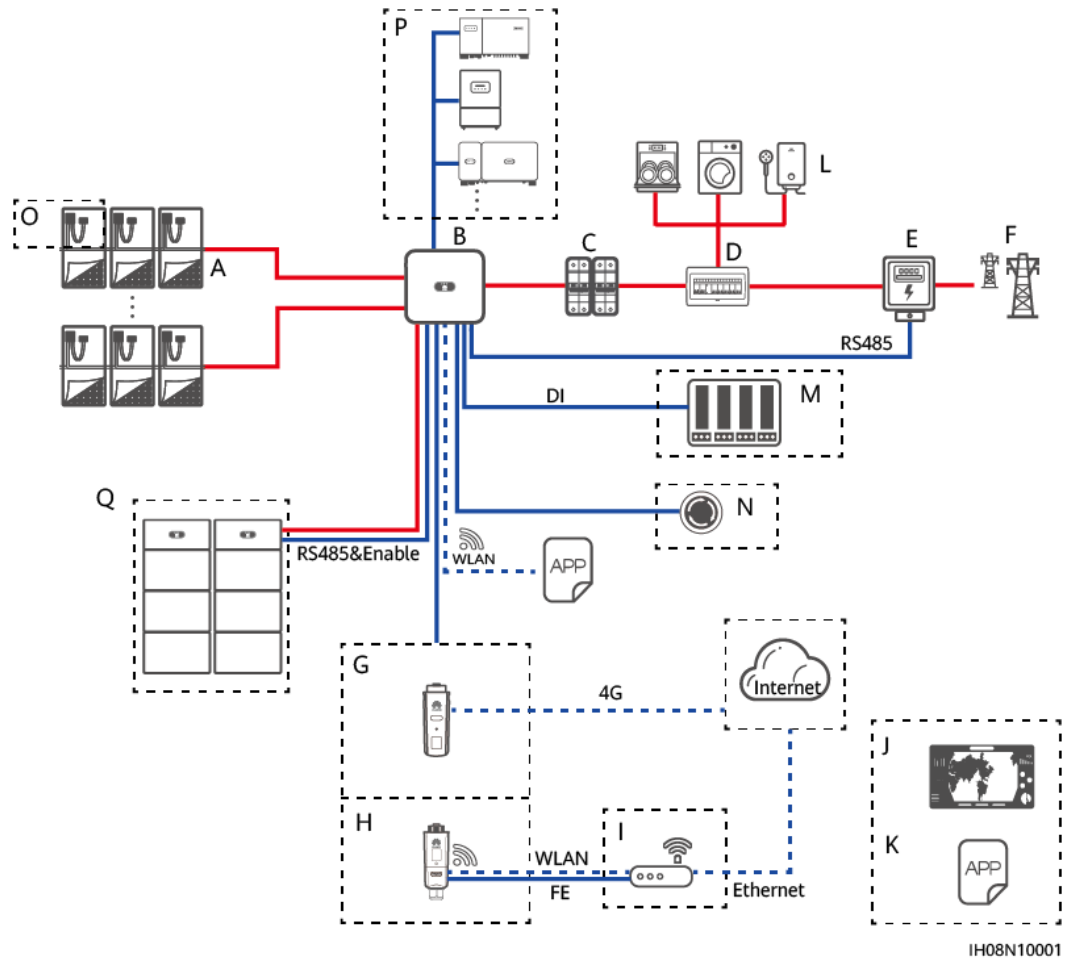 P
L
O
A
B
C
D
E
F
RS485
DI
M
Q
N
RS485&Enable
WLAN
APP
G
4G
Internet
J
H
I
WLAN
FE
Ethernet
K
APP
IH08N10001